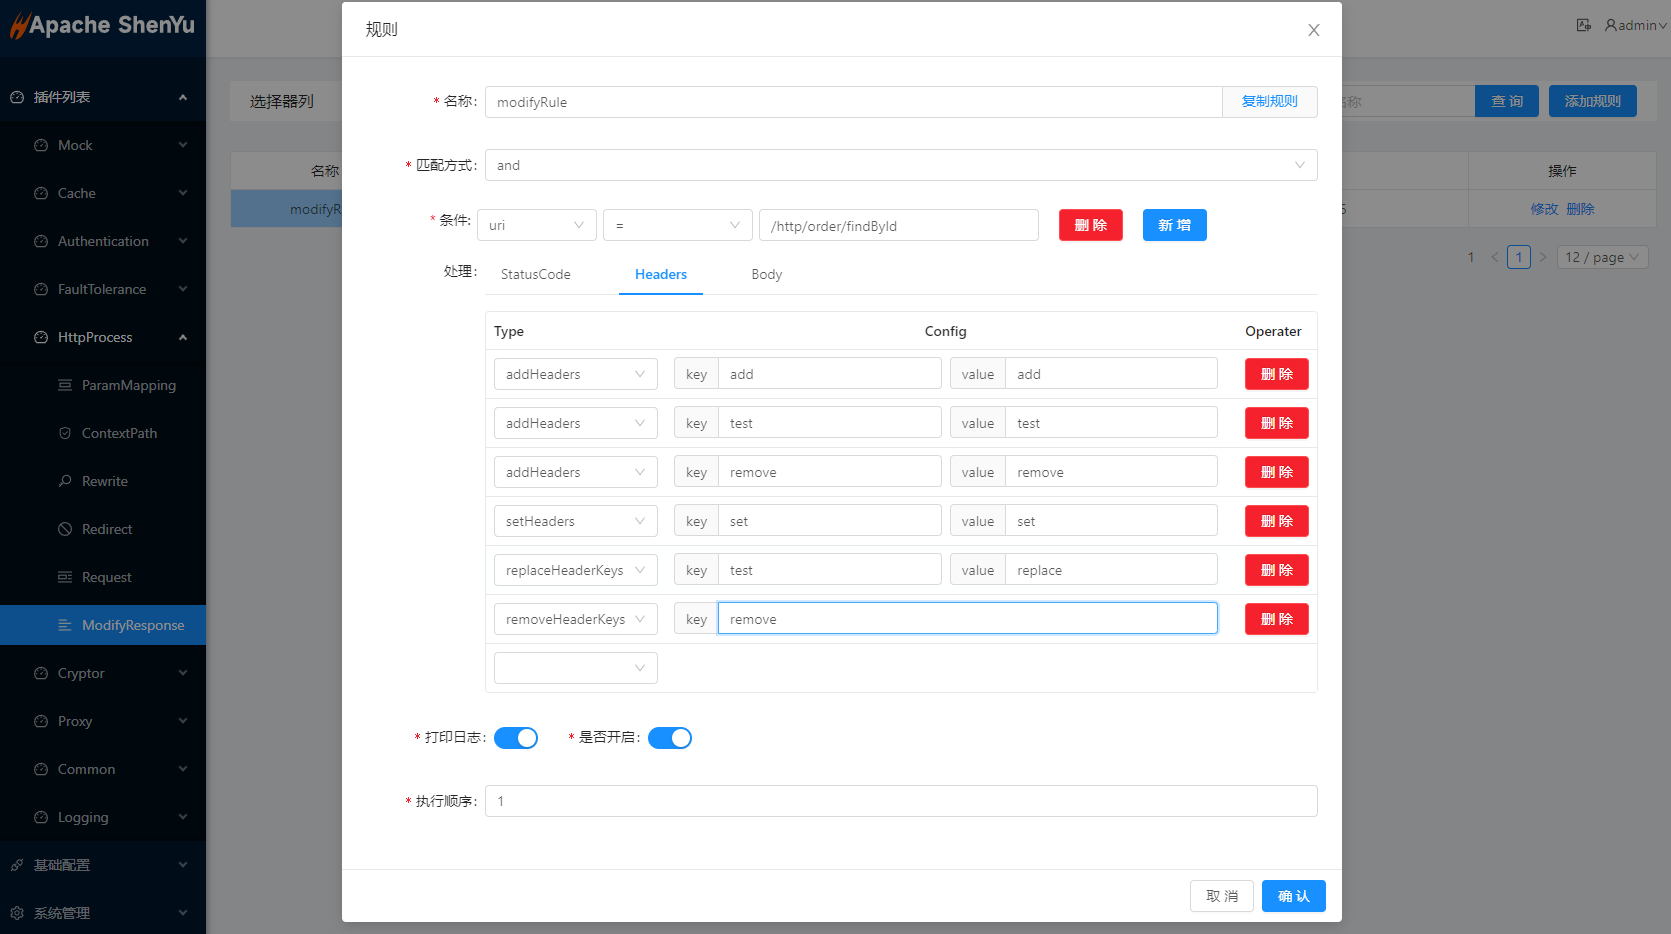 Apache ShenYu
插件列表
Mock
Cache
Authentication
FaultTolerance
HttpProcess
ParamMapping
ContextPath
Rewrite
Redirect
Request
ModifyResponse
Cryptor
Proxy
Common
Logging
基础配置
系统管理
admin
选择器列
名称
查 询
添加规则
名称
操作
modifyR
修改 删除
1
1
12 / page
规则
* 名称: modifyRule 复制规则
* 匹配方式: and
* 条件: uri = /http/order/findById 删 除 新 增
处理: StatusCode Headers Body
Type Config Operater
addHeaders key add value add 删 除
addHeaders key test value test 删 除
addHeaders key remove value remove 删 除
setHeaders key set value set 删 除
replaceHeaderKeys key test value replace 删 除
removeHeaderKeys key remove 删 除
* 打印日志: * 是否开启:
* 执行顺序: 1
取 消 确 认